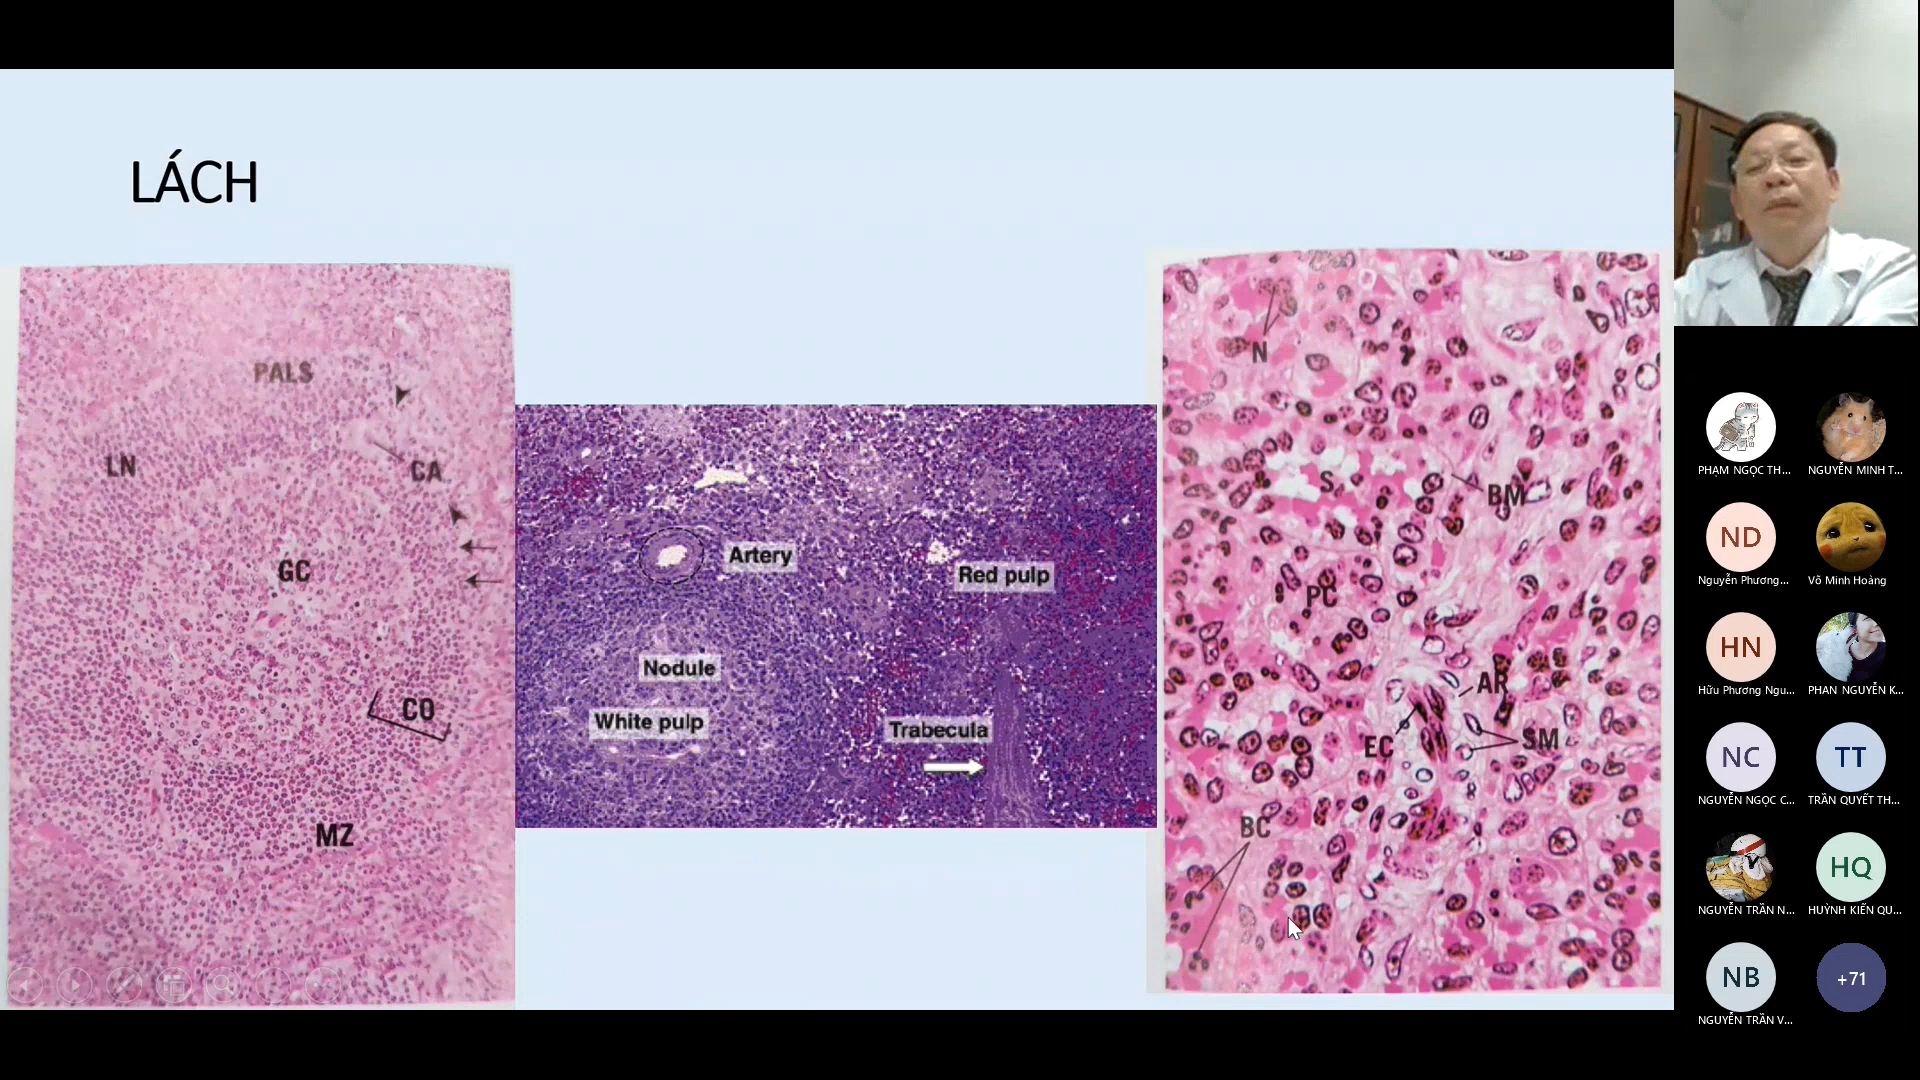 LÁCH
PALS
LN
CA
GC
CO
MZ
Artery
Red pulp
Nodule
White pulp
Trabecula
N
S
BM
PC
AR
EC
SM
BC
PHẠM NGỌC TH...
NGUYỄN MINH T...
ND
Nguyễn Phương...
Võ Minh Hoàng
HN
Hữu Phương Ngu...
PHAN NGUYỄN K...
NC
NGUYỄN NGỌC C...
TT
TRẦN QUYẾT TH...
NGUYỄN TRẦN N...
HQ
HUỲNH KIẾN QU...
NB
NGUYỄN TRẦN V...
+71